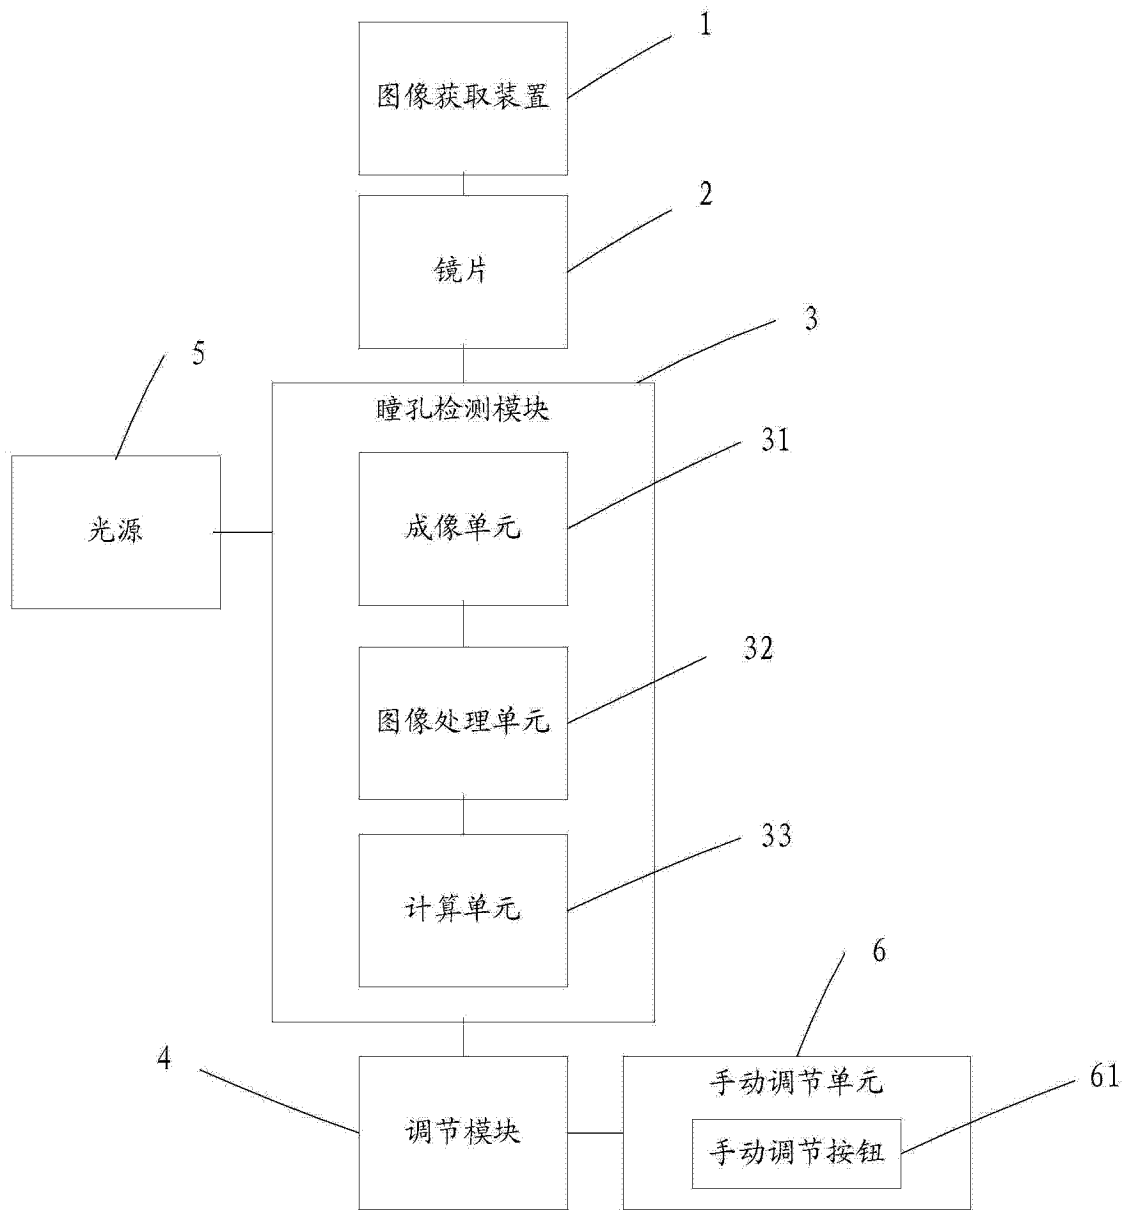 1
图像获取装置
2
镜片
3
5
瞳孔检测模块
31
光源
成像单元
32
图像处理单元
33
计算单元
6
4
手动调节单元
61
调节模块
手动调节按钮